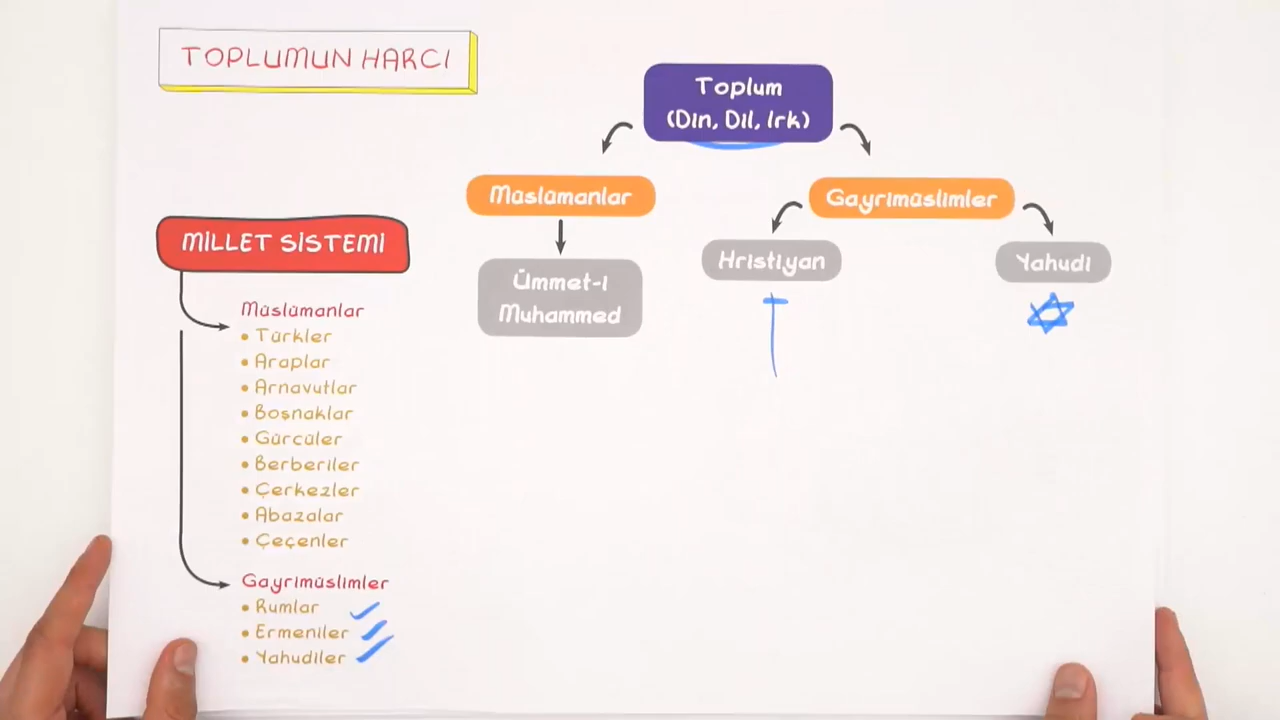 TOPLUMUN HARCI
Toplum
(Din, Dil, Irk)
Müslümanlar
Gayrimüslimler
Ümmet-i
Muhammed
Hristiyan
Yahudi
MİLLET SİSTEMİ
Müslümanlar
• Türkler
• Araplar
• Arnavutlar
• Boşnaklar
• Gürcüler
• Berberiler
• Çerkezler
• Abazalar
• Çeçenler
Gayrimüslimler
• Rumlar
• Ermeniler
• Yahudiler